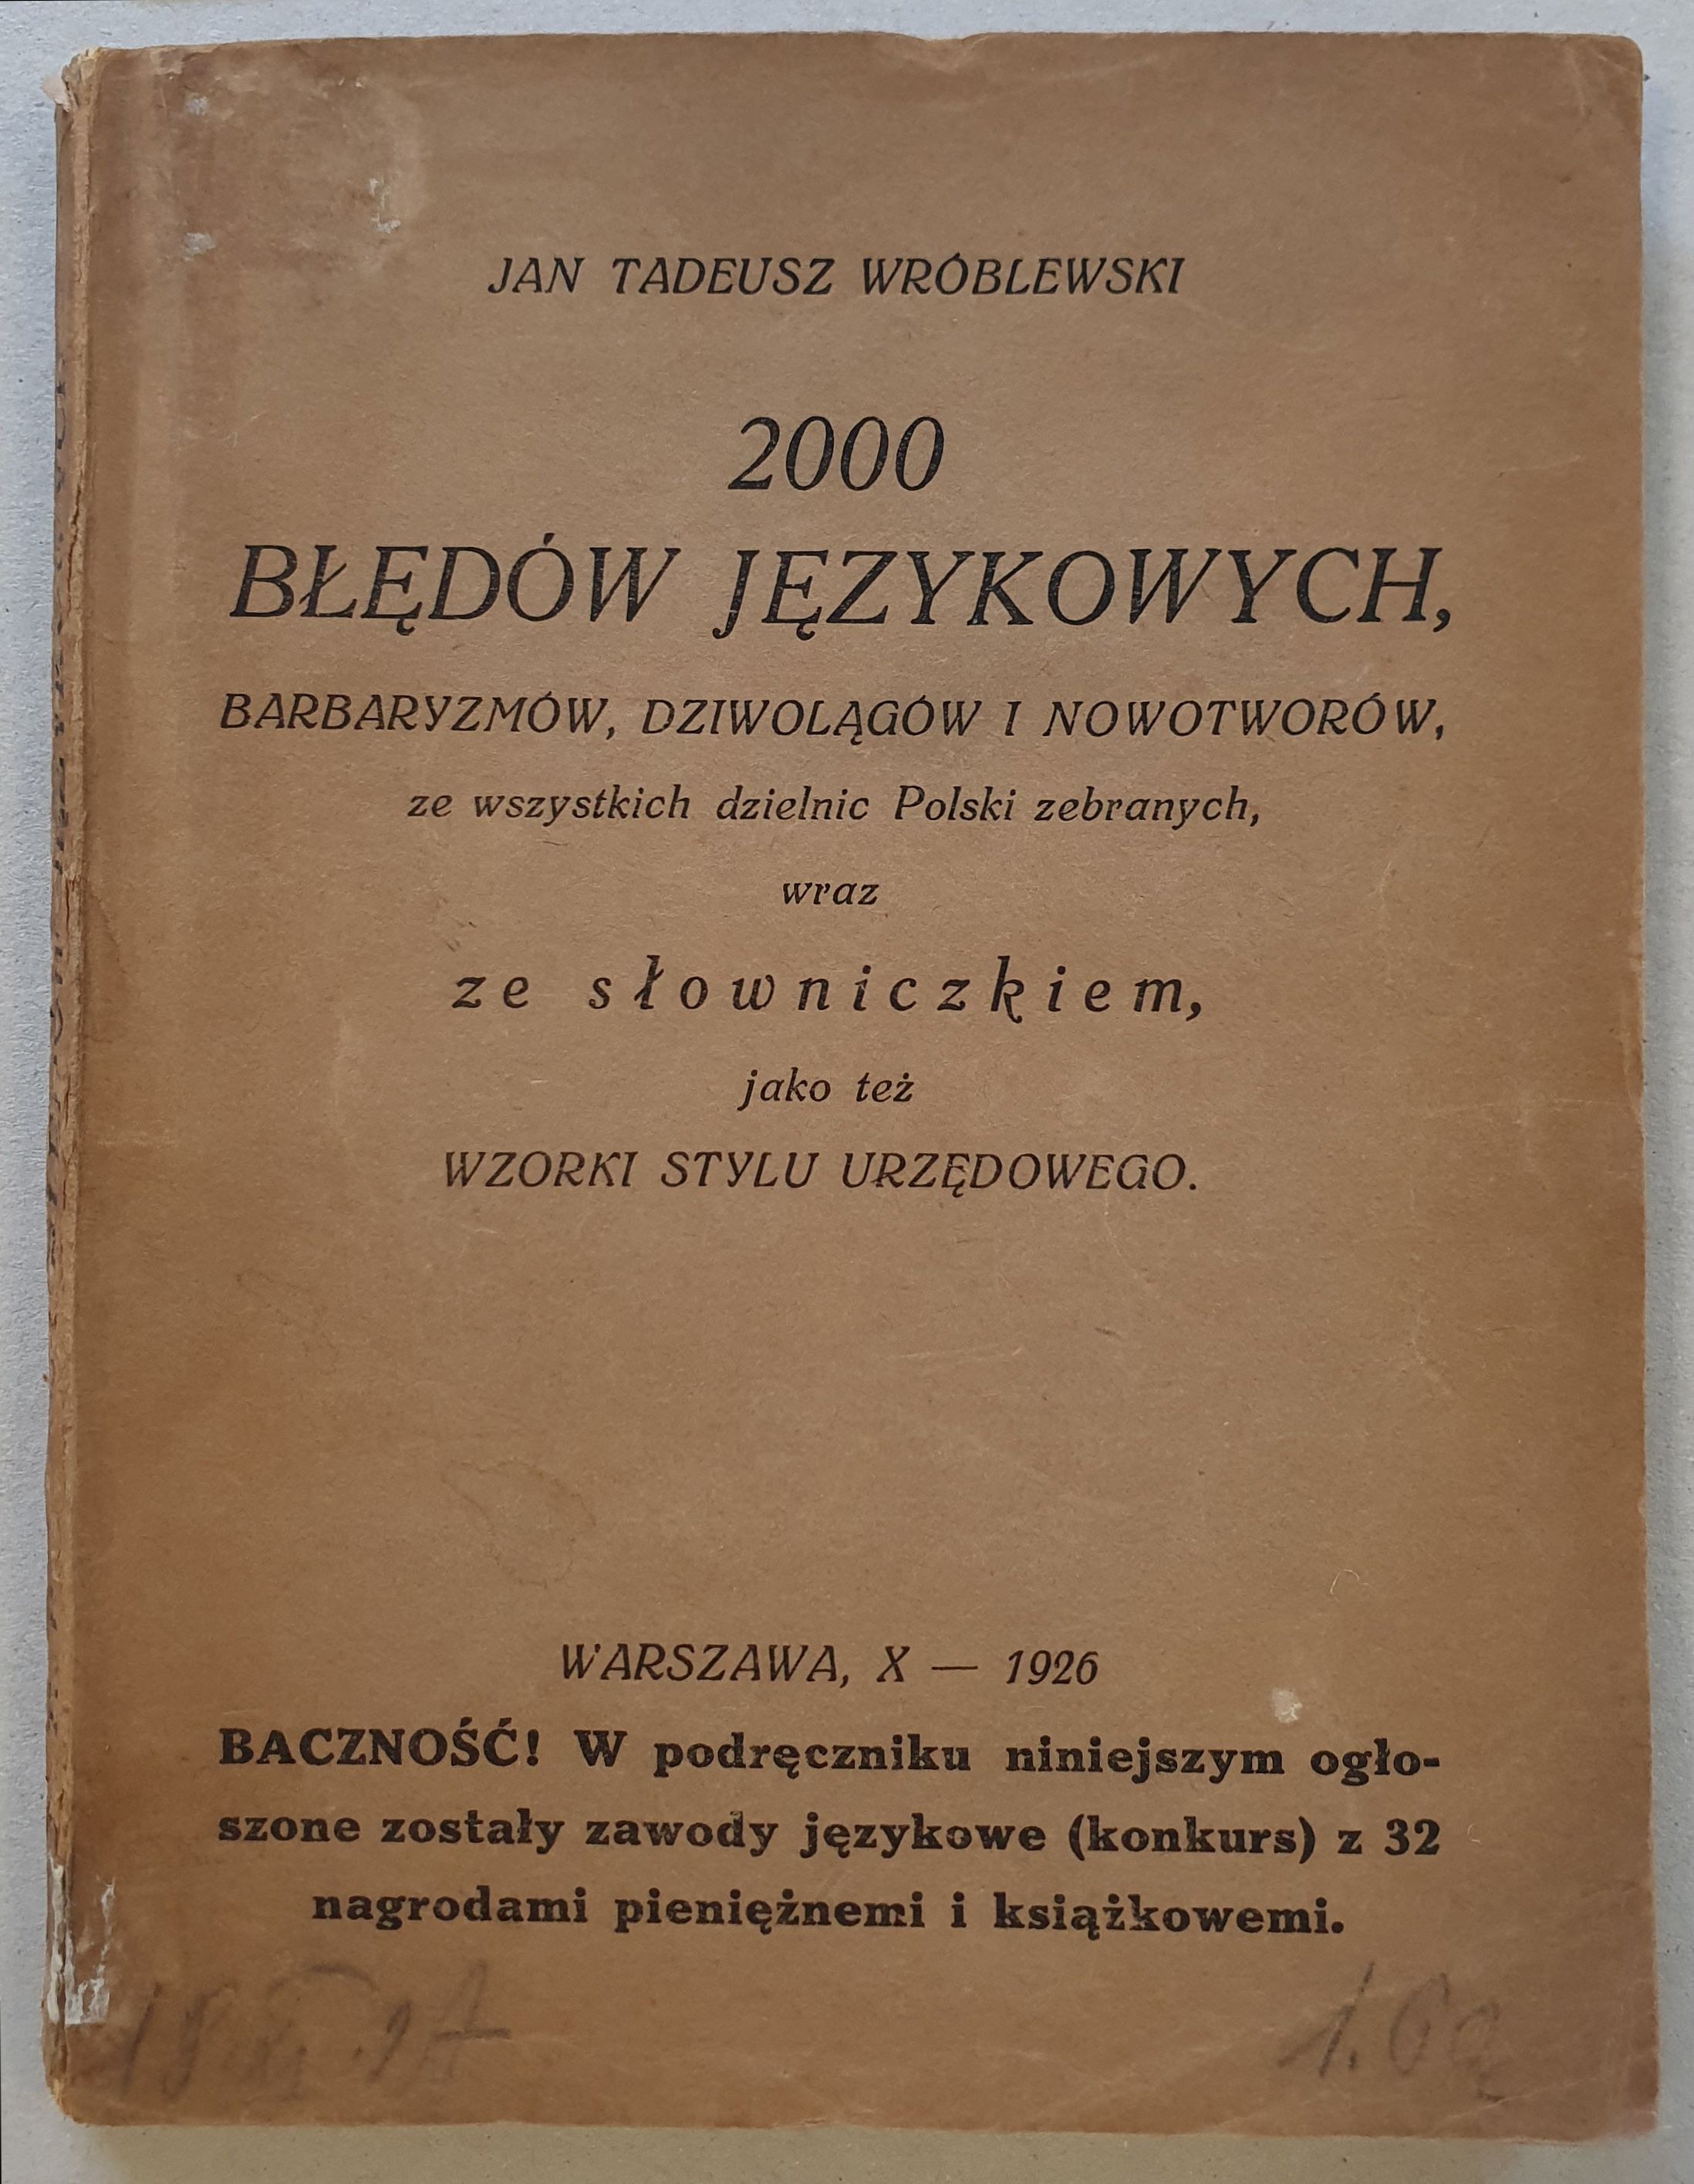 JAN TADEUSZ WRÓBLEWSKI
2000
BŁĘDÓW JĘZYKOWYCH,
BARBARYZMÓW, DZIWOLĄGÓW I NOWOTWORÓW,
ze wszystkich dzielnic Polski zebranych,
wraz
ze słowniczkiem,
jako też
WZORKI STYLU URZĘDOWEGO.
WARSZAWA, X — 1926
BACZNOŚĆ! W podręczniku niniejszym ogło-
szone zostały zawody językowe (konkurs) z 32
nagrodami pieniężnemi i książkowemi.